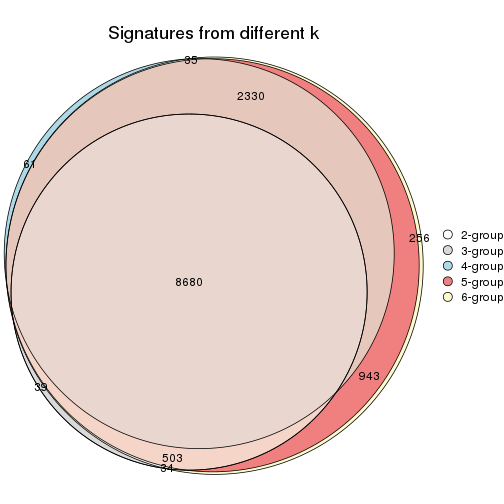 Signatures from different k
35
2330
61
256
8680
943
39
503
34
2-group
3-group
4-group
5-group
6-group